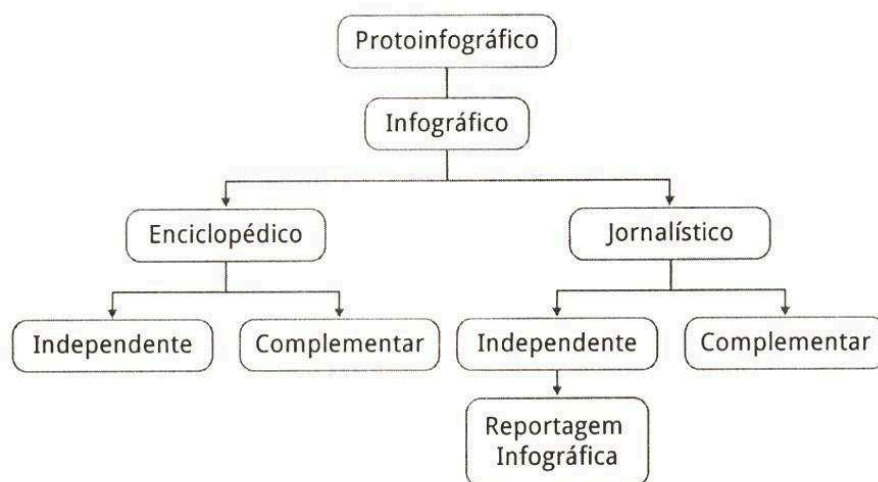 Protoinfográfico
Infográfico
Enciclopédico
Jornalístico
Independente
Complementar
Independente
Complementar
Reportagem
Infográfica